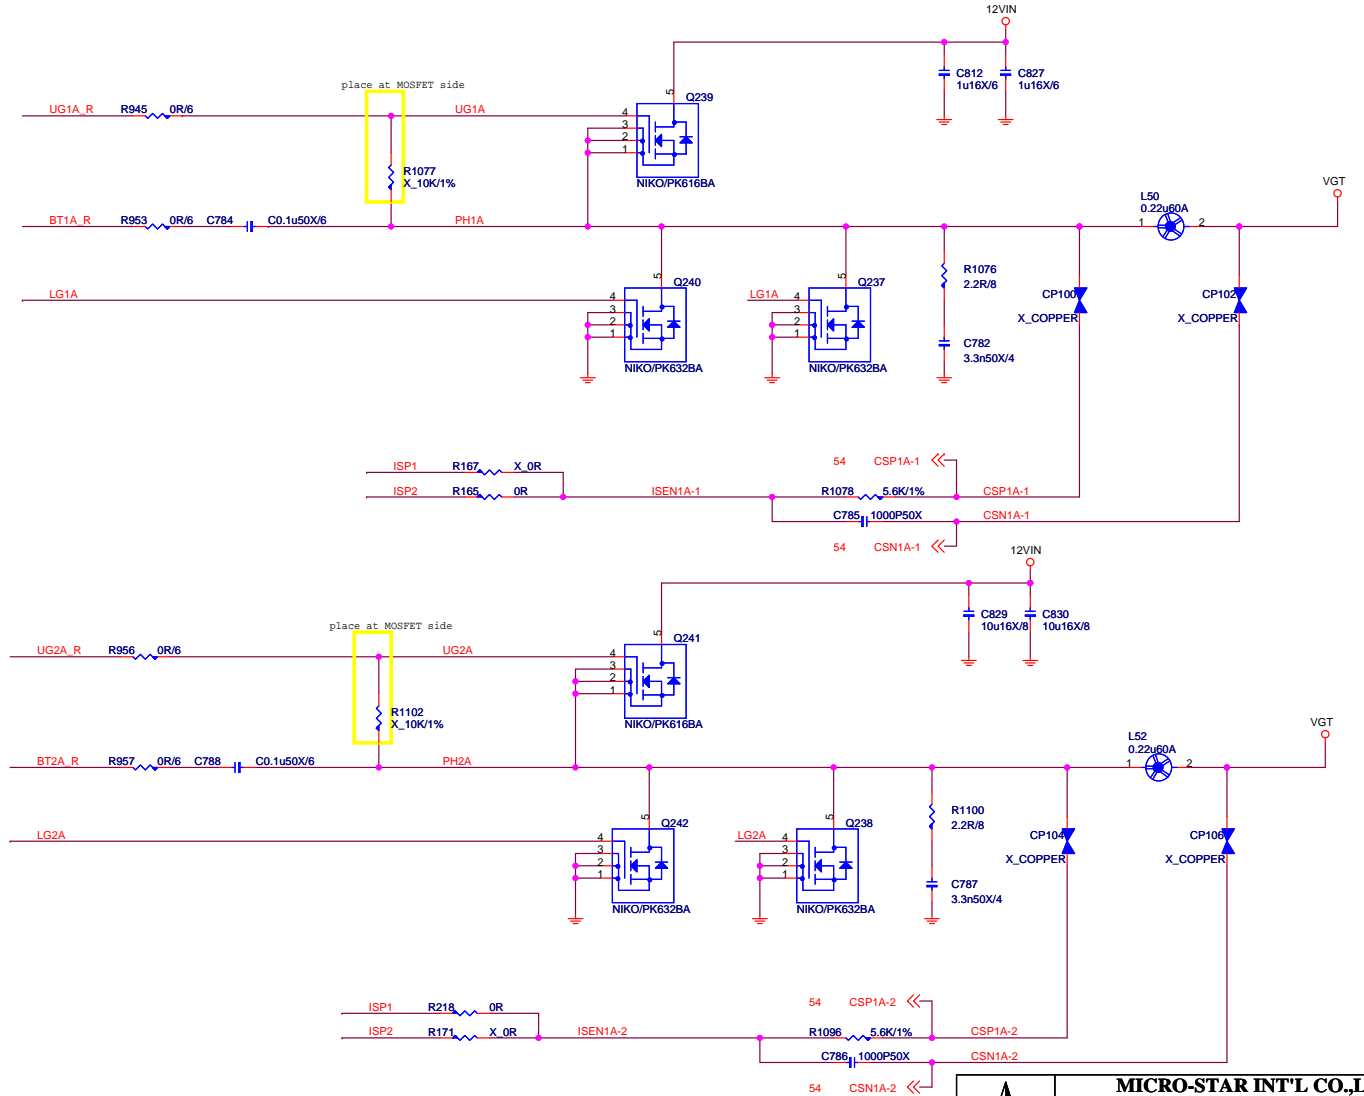 12VIN
C812
1u16X/6
C827
1u16X/6
place at MOSFET side
UG1A_R R945 0R/6 UG1A
5
Q239
4
3
2
1
NIKO/PK616BA
R1077
X_10K/1%
VGT
L50
0.22u60A
BT1A_R R953 0R/6 C784 C0.1u50X/6 PH1A 1 2
5
Q240
5
Q237
R1076
2.2R/8
LG1A
4
3
2
1
NIKO/PK632BA
LG1A
4
3
2
1
NIKO/PK632BA
C782
3.3n50X/4
CP100
X_COPPER
CP102
X_COPPER
54 CSP1A-1
ISP1 R167 X_0R
ISP2 R165 0R ISEN1A-1 R1078 5.6K/1% CSP1A-1
C785 1000P50X CSN1A-1
54 CSN1A-1
12VIN
C829
10u16X/8
C830
10u16X/8
place at MOSFET side
UG2A_R R956 0R/6 UG2A
5
Q241
4
3
2
1
NIKO/PK616BA
R1102
X_10K/1%
VGT
L52
0.22u60A
BT2A_R R957 0R/6 C788 C0.1u50X/6 PH2A 1 2
5
Q242
5
Q238
R1100
2.2R/8
LG2A
4
3
2
1
NIKO/PK632BA
LG2A
4
3
2
1
NIKO/PK632BA
C787
3.3n50X/4
CP104
X_COPPER
CP106
X_COPPER
54 CSP1A-2
ISP1 R218 0R
ISP2 R171 X_0R ISEN1A-2 R1096 5.6K/1% CSP1A-2
C786 1000P50X CSN1A-2
54 CSN1A-2
MICRO-STAR INT'L CO.,L